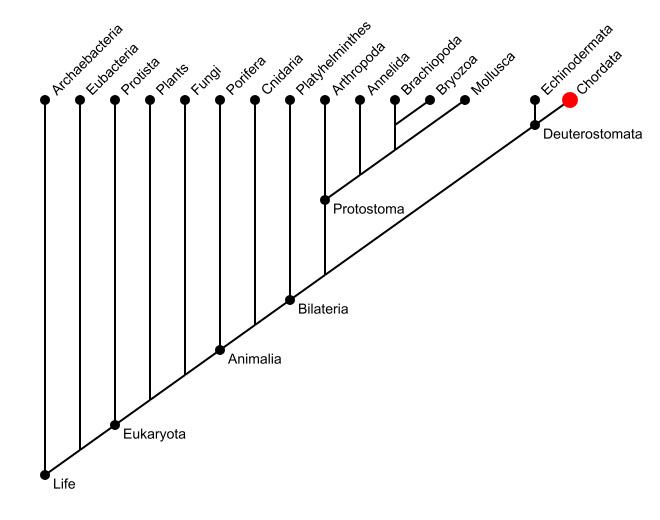 Archaebacteria
Eubacteria
Protista
Plants
Fungi
Porifera
Cnidaria
Platyhelminthes
Arthropoda
Annelida
Brachiopoda
Bryozoa
Mollusca
Echinodermata
Chordata
Deuterostomata
Protostoma
Bilateria
Animalia
Eukaryota
Life